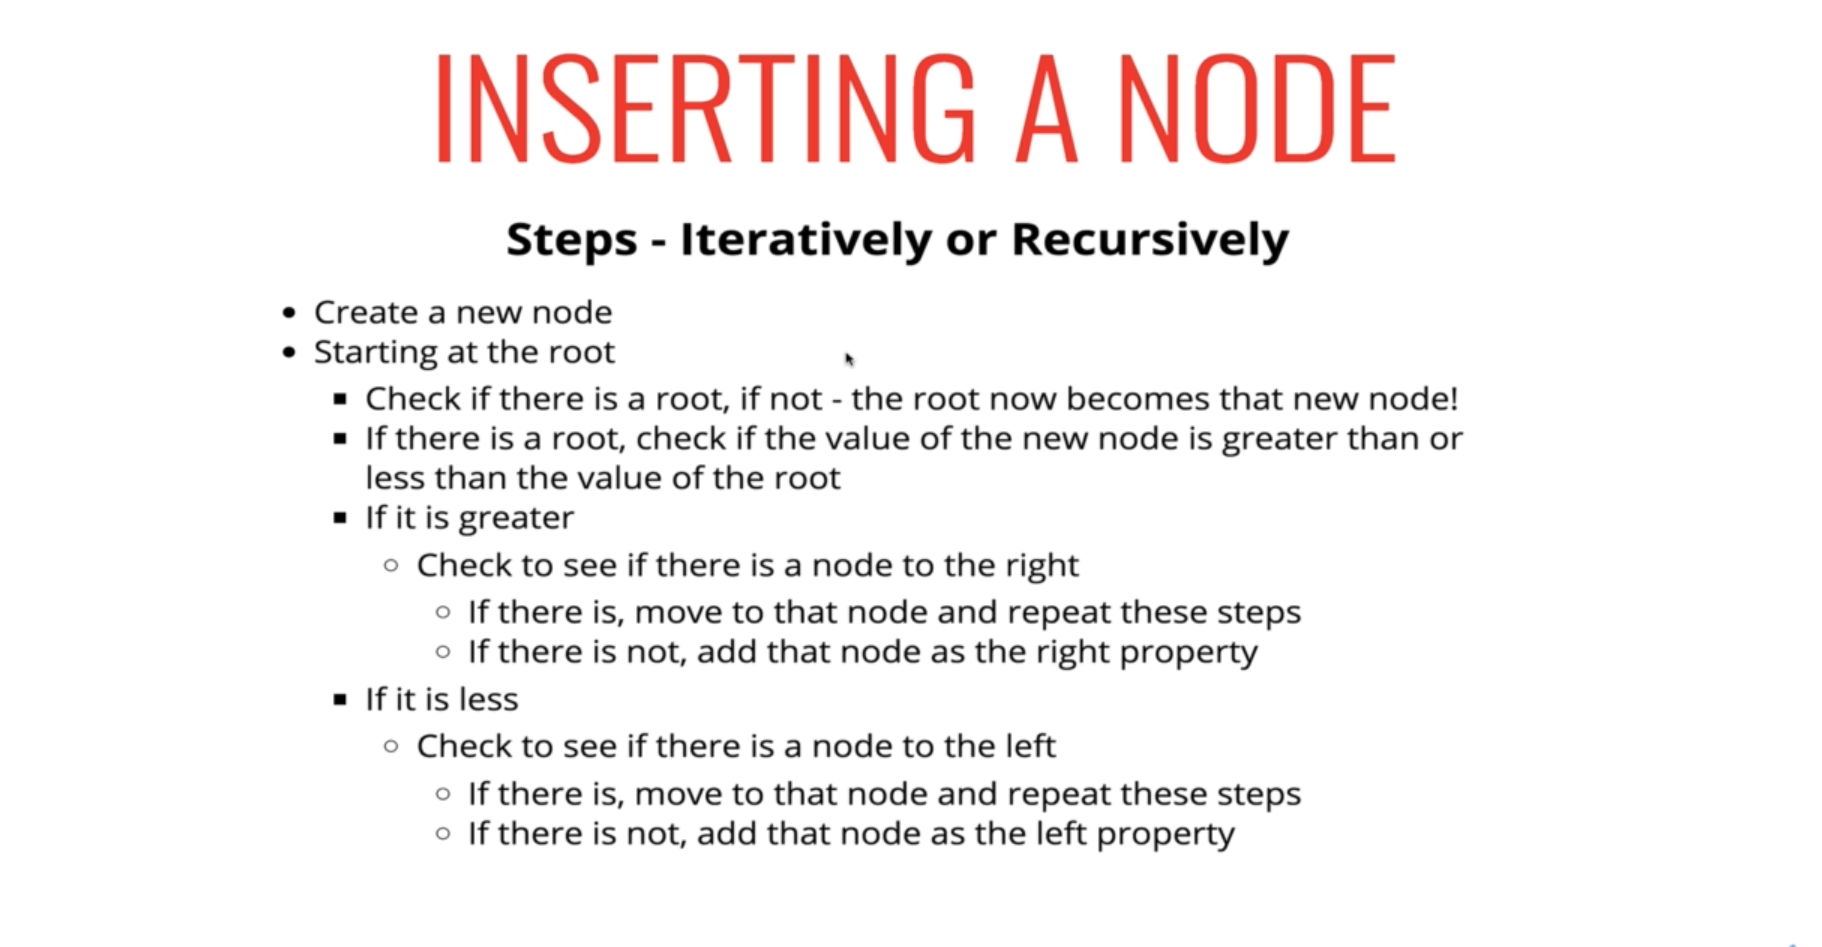 INSERTING A NODE
Steps - Iteratively or Recursively
Create a new node
Starting at the root
Check if there is a root, if not - the root now becomes that new node!
If there is a root, check if the value of the new node is greater than or
less than the value of the root
If it is greater
Check to see if there is a node to the right
If there is, move to that node and repeat these steps
If there is not, add that node as the right property
If it is less
Check to see if there is a node to the left
If there is, move to that node and repeat these steps
If there is not, add that node as the left property